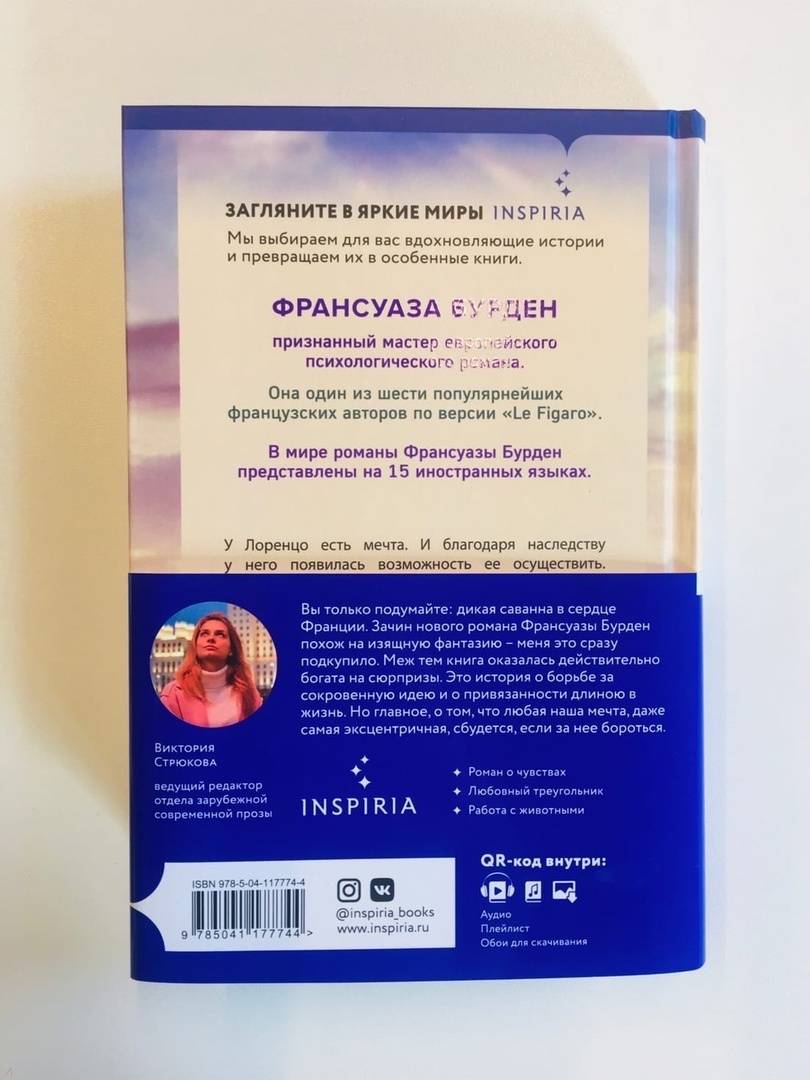 ЗАГЛЯНИТЕ В ЯРКИЕ МИРЫ INSPIRIA
Мы выбираем для вас вдохновляющие истории
и превращаем их в особенные книги.
ФРАНСУАЗА БУРДЕН
признанный мастер европейского
психологического романа.
Она один из шести популярнейших
французских авторов по версии «Le Figaro».
В мире романы Франсуазы Бурден
представлены на 15 иностранных языках.
У Лоренцо есть мечта. И благодаря наследству
у него появилась возможность ее осуществить.
Вы только подумайте: дикая саванна в сердце
Франции. Зачин нового романа Франсуазы Бурден
похож на изящную фантазию – меня это сразу
подкупило. Меж тем книга оказалась действительно
богата на сюрпризы. Это история о борьбе за
сокровенную идею и о привязанности длиною в
жизнь. Но главное, о том, что любая наша мечта, даже
самая эксцентричная, сбудется, если за нее бороться.
Виктория
Стрюкова
ведущий редактор
отдела зарубежной
современной прозы
INSPIRIA
Роман о чувствах
Любовный треугольник
Работа с животными
ISBN 978-5-04-117774-4
9 785041 177744>
@inspiria_books
www.inspiria.ru
QR-код внутри:
Аудио
Плейлист
Обои для скачивания